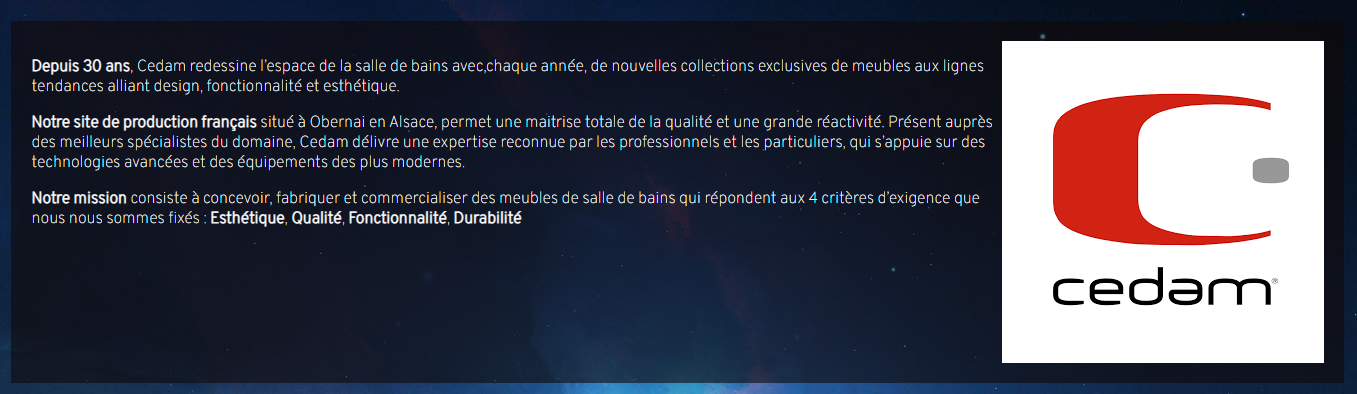 Depuis 30 ans, Cedam redessine l'espace de la salle de bains avec,chaque année, de nouvelles collections exclusives de meubles aux lignes
tendances alliant design, fonctionnalité et esthétique.
Notre site de production français situé à Obernai en Alsace, permet une maitrise totale de la qualité et une grande réactivité. Présent auprès
des meilleurs spécialistes du domaine, Cedam délivre une expertise reconnue par les professionnels et les particuliers, qui s'appuie sur des
technologies avancées et des équipements des plus modernes.
Notre mission consiste à concevoir, fabriquer et commercialiser des meubles de salle de bains qui répondent aux 4 critères d'exigence que
nous nous sommes fixés : Esthétique, Qualité, Fonctionnalité, Durabilité
cedam®